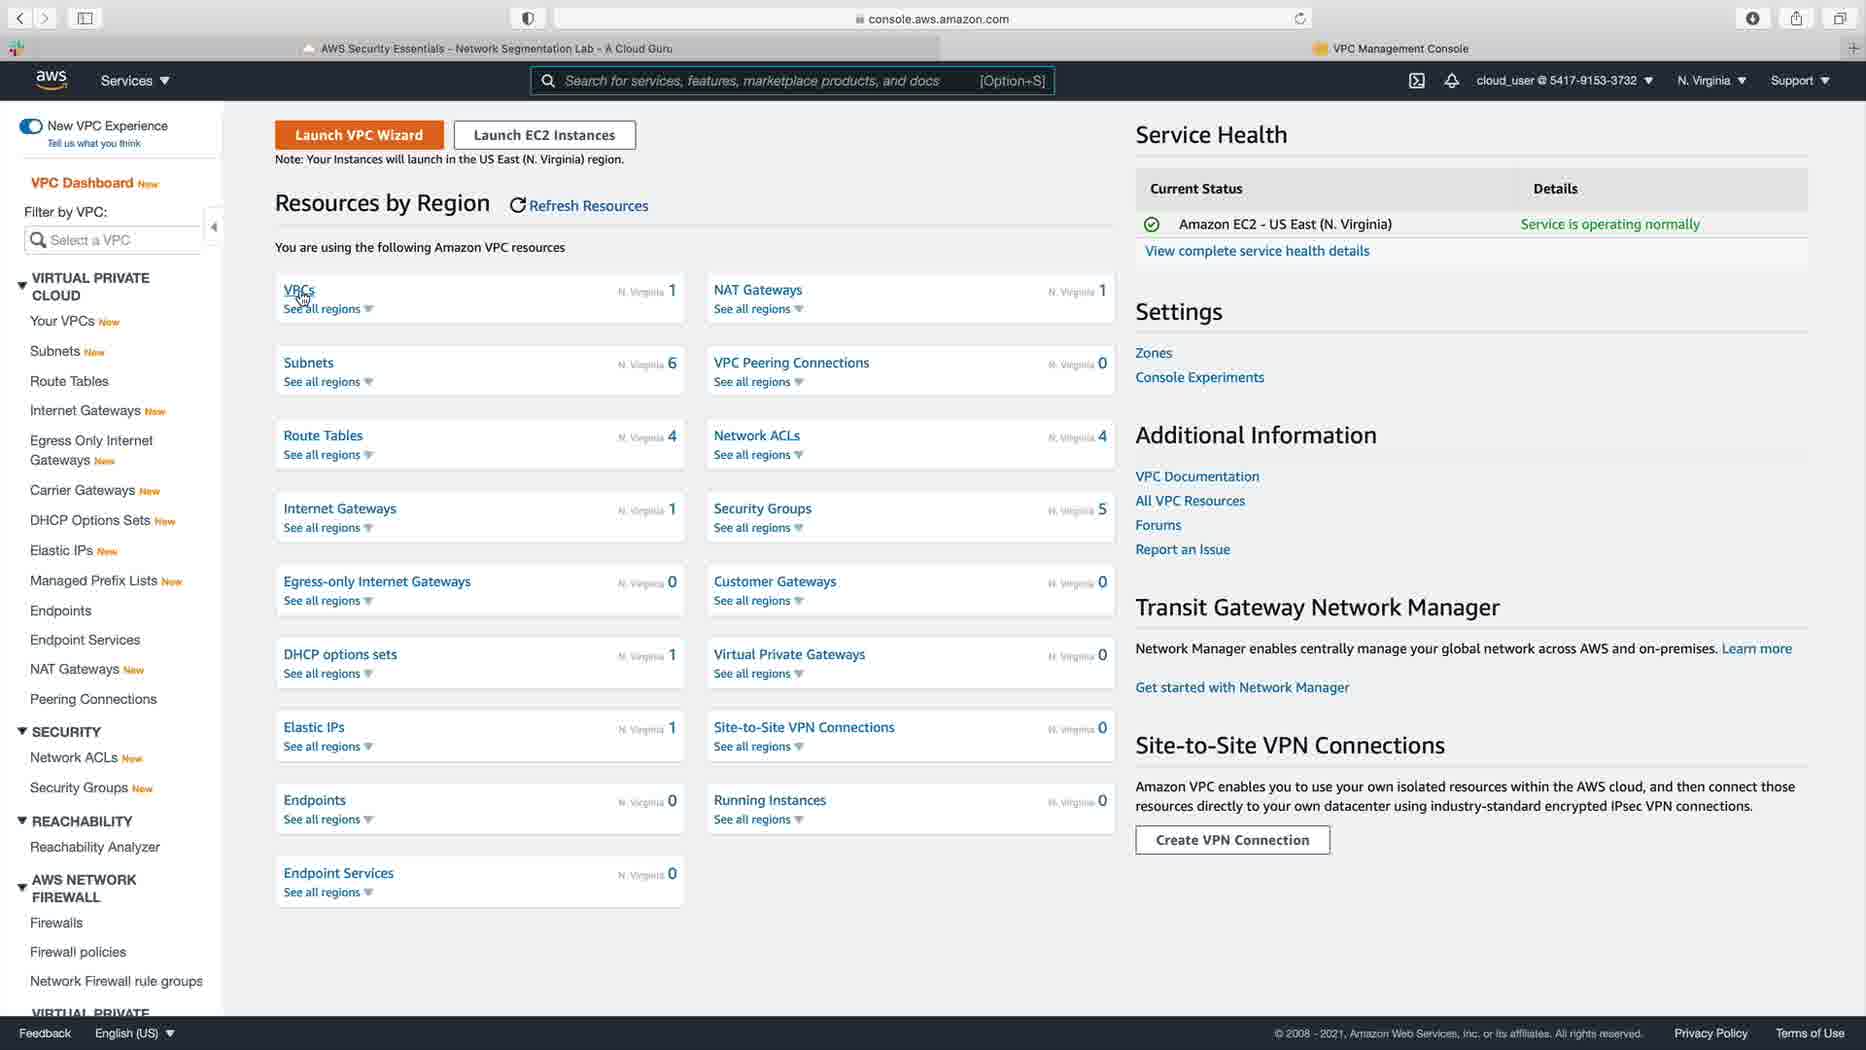 console.aws.amazon.com
AWS Security Essentials - Network Segmentation Lab - A Cloud Guru
VPC Management Console
aws
Services
Search for services, features, marketplace products, and docs
[Option+S]
cloud_user @ 5417-9153-3732
N. Virginia
Support
New VPC Experience
Tell us what you think
VPC Dashboard New
Filter by VPC:
Select a VPC
VIRTUAL PRIVATE
CLOUD
Your VPCs New
Subnets New
Route Tables
Internet Gateways New
Egress Only Internet
Gateways New
Carrier Gateways New
DHCP Options Sets New
Elastic IPs New
Managed Prefix Lists New
Endpoints
Endpoint Services
NAT Gateways New
Peering Connections
SECURITY
Network ACLs New
Security Groups New
REACHABILITY
Reachability Analyzer
AWS NETWORK
FIREWALL
Firewalls
Firewall policies
Network Firewall rule groups
VIRTUAL PRIVATE
Launch VPC Wizard
Launch EC2 Instances
Note: Your Instances will launch in the US East (N. Virginia) region.
Resources by Region
Refresh Resources
You are using the following Amazon VPC resources
VPCs N. Virginia 1
See all regions
NAT Gateways N. Virginia 1
See all regions
Subnets N. Virginia 6
See all regions
VPC Peering Connections N. Virginia 0
See all regions
Route Tables N. Virginia 4
See all regions
Network ACLs N. Virginia 4
See all regions
Internet Gateways N. Virginia 1
See all regions
Security Groups N. Virginia 5
See all regions
Egress-only Internet Gateways N. Virginia 0
See all regions
Customer Gateways N. Virginia 0
See all regions
DHCP options sets N. Virginia 1
See all regions
Virtual Private Gateways N. Virginia 0
See all regions
Elastic IPs N. Virginia 1
See all regions
Site-to-Site VPN Connections N. Virginia 0
See all regions
Endpoints N. Virginia 0
See all regions
Running Instances N. Virginia 0
See all regions
Endpoint Services N. Virginia 0
See all regions
Service Health
Current Status Details
Amazon EC2 - US East (N. Virginia) Service is operating normally
View complete service health details
Settings
Zones
Console Experiments
Additional Information
VPC Documentation
All VPC Resources
Forums
Report an Issue
Transit Gateway Network Manager
Network Manager enables centrally manage your global network across AWS and on-premises. Learn more
Get started with Network Manager
Site-to-Site VPN Connections
Amazon VPC enables you to use your own isolated resources within the AWS cloud, and then connect those
resources directly to your own datacenter using industry-standard encrypted IPsec VPN connections.
Create VPN Connection
Feedback
English (US)
© 2008 - 2021, Amazon Web Services, Inc. or its affiliates. All rights reserved.
Privacy Policy
Terms of Use